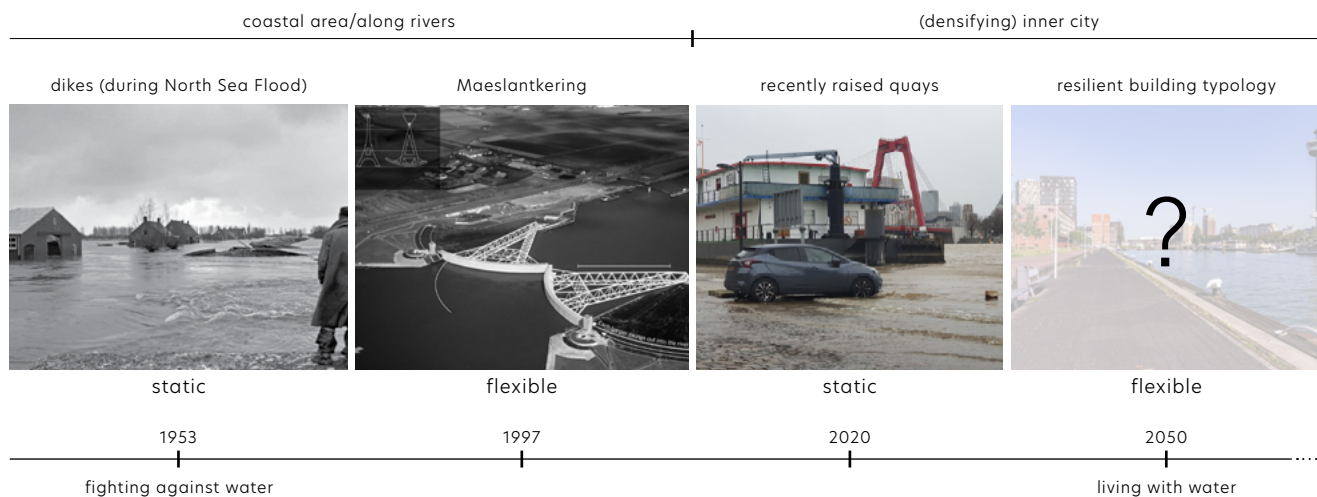 coastal area/along rivers
(densifying) inner city
dikes (during North Sea Flood)
Maeslantkering
recently raised quays
resilient building typology
?
static
flexible
static
flexible
1953
1997
2020
2050
fighting against water
living with water